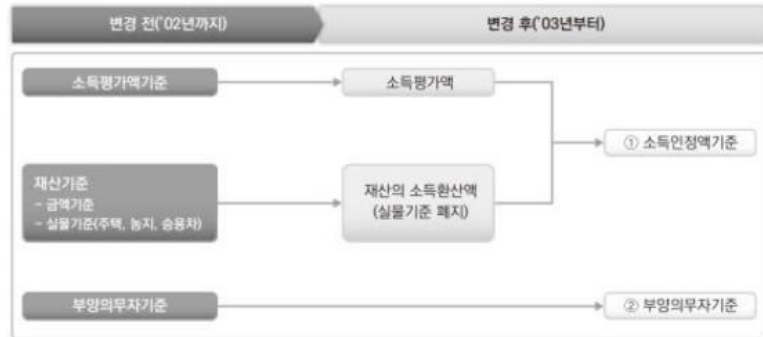 변경 전('02년까지)
변경 후('03년부터)
소득평가액기준
소득평가액
① 소득인정액기준
재산기준
- 금액기준
- 실물기준(주택, 농지, 승용차)
재산의 소득환산액
(실물기준 폐지)
부양의무자기준
② 부양의무자기준